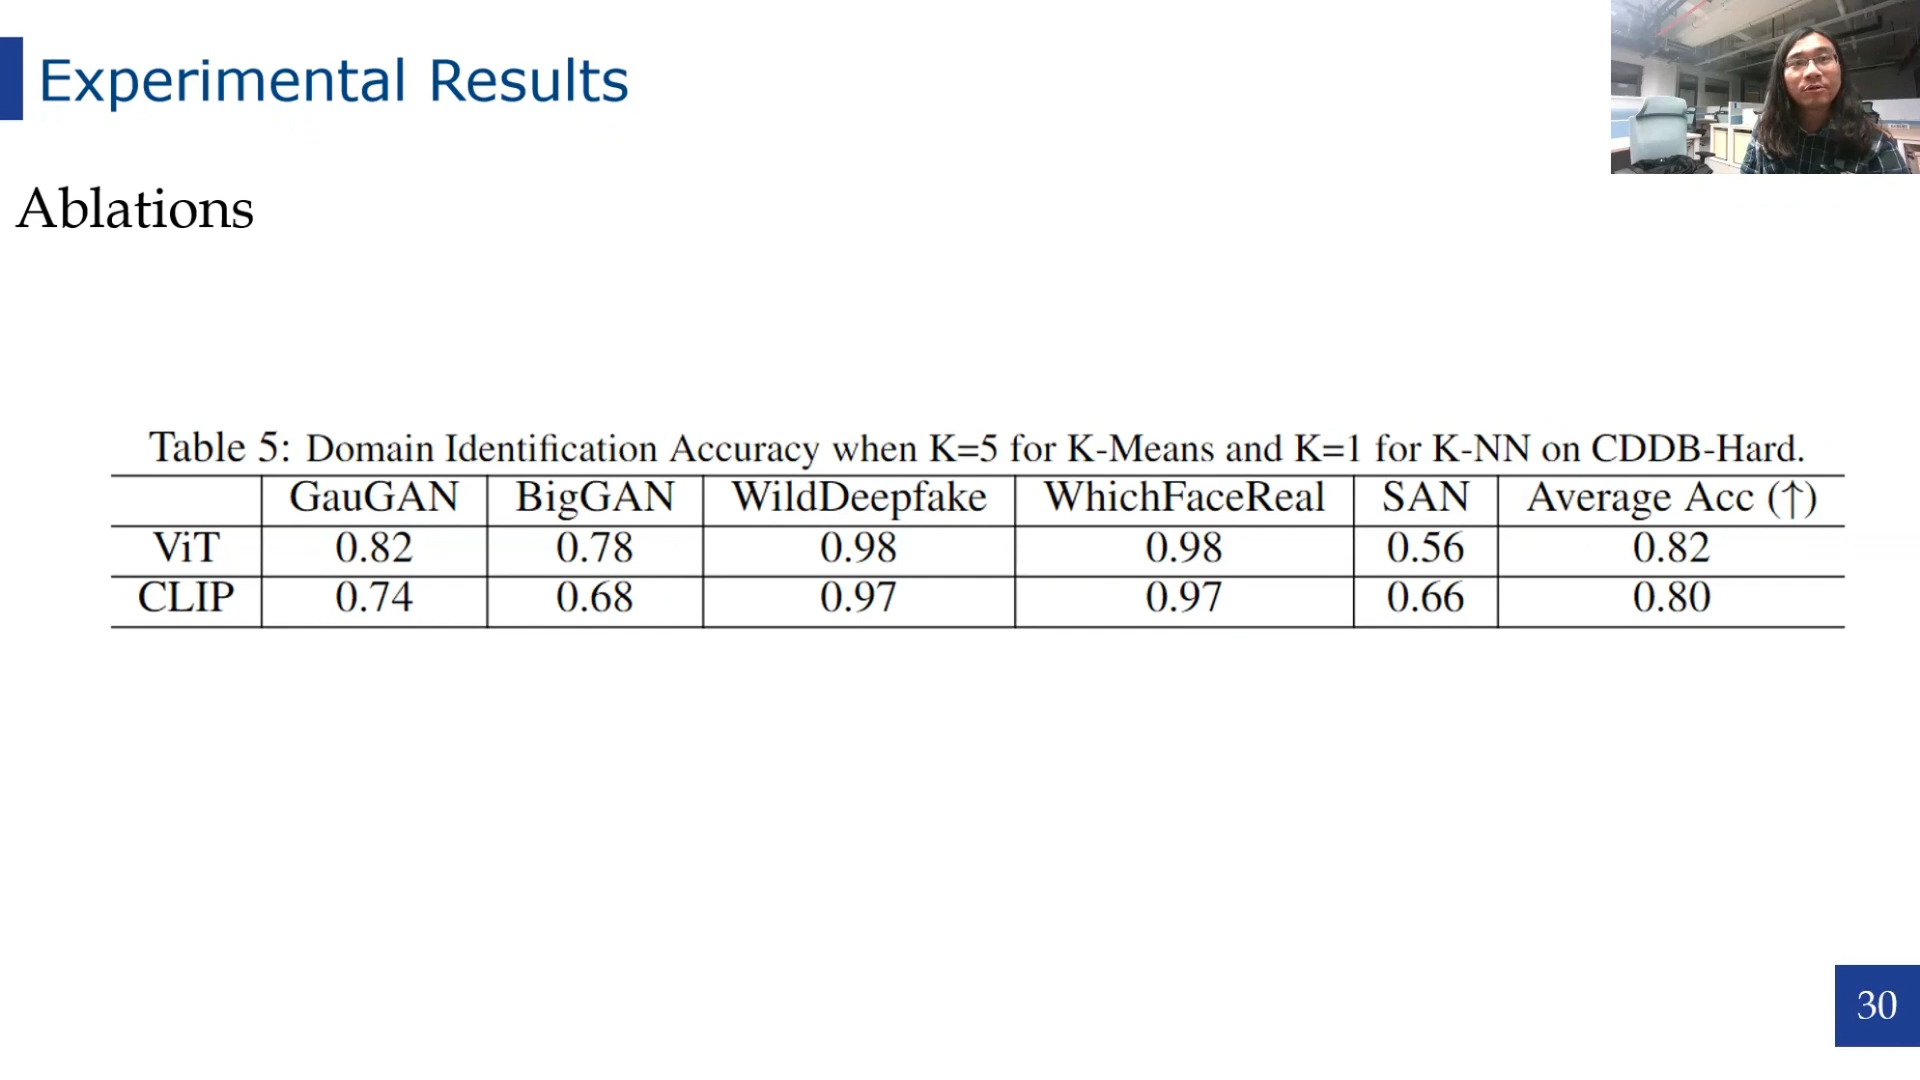 Experimental Results
Ablations
Table 5: Domain Identification Accuracy when K=5 for K-Means and K=1 for K-NN on CDDB-Hard.
GauGAN BigGAN WildDeepfake WhichFaceReal SAN Average Acc (↑)
ViT 0.82 0.78 0.98 0.98 0.56 0.82
CLIP 0.74 0.68 0.97 0.97 0.66 0.80
30